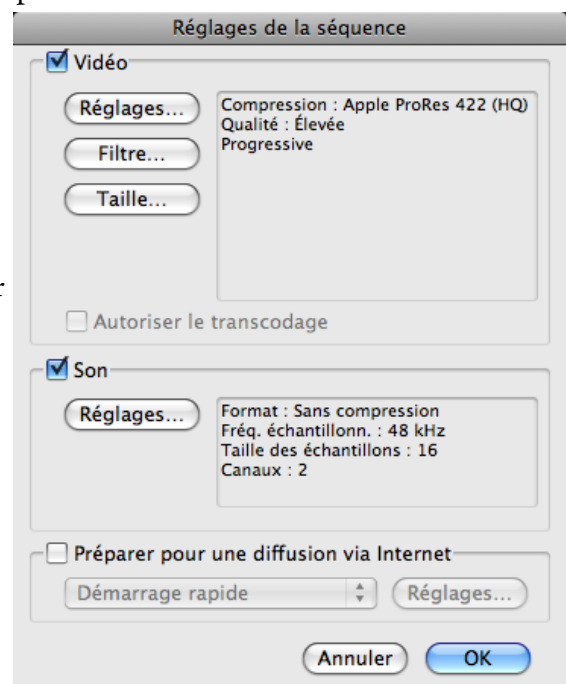 Réglages de la séquence
Vidéo
Réglages...
Compression : Apple ProRes 422 (HQ)
Qualité : Élevée
Progressive
Filtre...
Taille...
Autoriser le transcodage
Son
Réglages...
Format : Sans compression
Fréq. échantillonn. : 48 kHz
Taille des échantillons : 16
Canaux : 2
Préparer pour une diffusion via Internet
Démarrage rapide
Réglages...
Annuler
OK